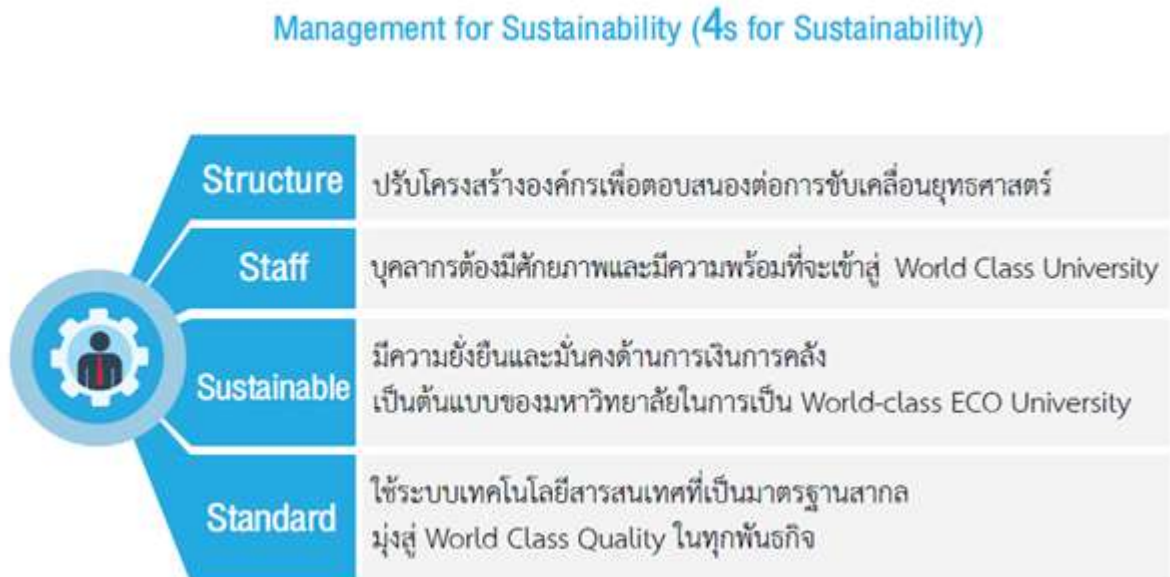 Management for Sustainability (4s for Sustainability)
Structure
ปรับโครงสร้างองค์กรเพื่อตอบสนองต่อการขับเคลื่อนยุทธศาสตร์
Staff
บุคลากรต้องมีศักยภาพและมีความพร้อมที่จะเข้าสู่ World Class University
Sustainable
มีความยั่งยืนและมั่นคงด้านการเงินการคลัง
เป็นต้นแบบของมหาวิทยาลัยในการเป็น World-class ECO University
Standard
ใช้ระบบเทคโนโลยีสารสนเทศที่เป็นมาตรฐานสากล
มุ่งสู่ World Class Quality ในทุกพันธกิจ